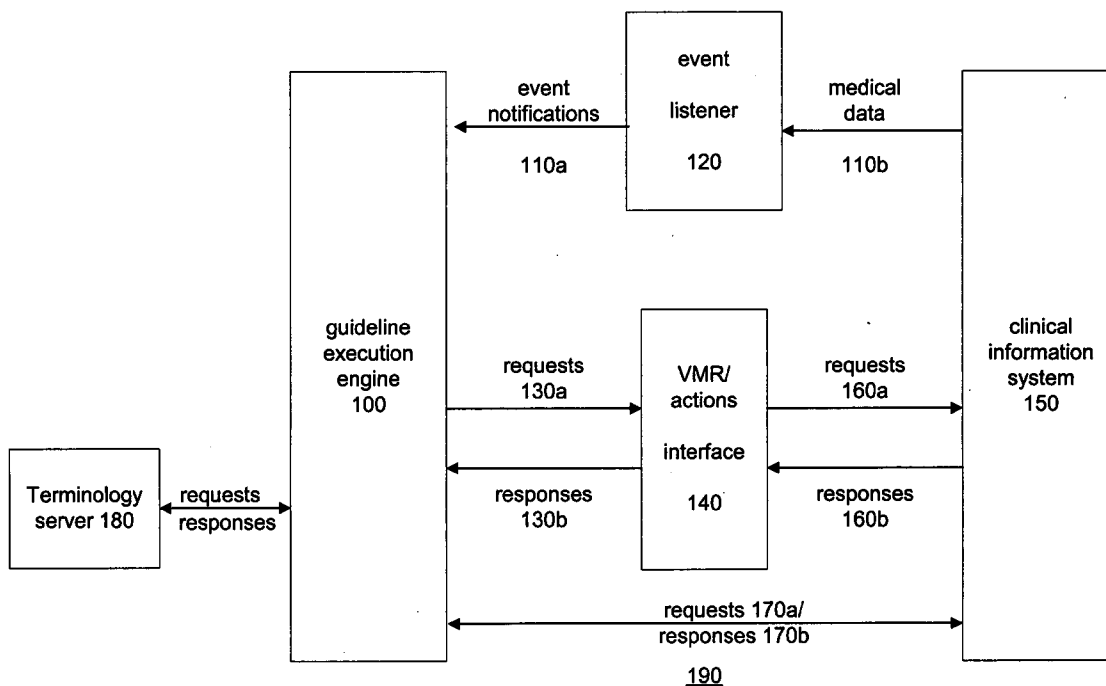 event
listener
120
event
notifications
110a
medical
data
110b
guideline
execution
engine
100
requests
130a
responses
130b
VMR/
actions
interface
140
requests
160a
responses
160b
clinical
information
system
150
Terminology
server 180
requests
responses
requests 170a/
responses 170b
190